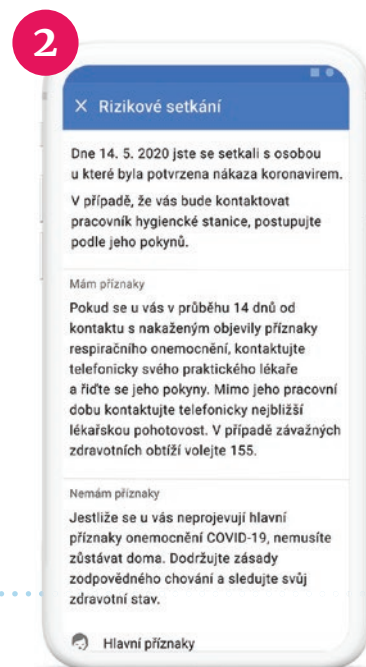 2
× Rizikové setkání
Dne 14. 5. 2020 jste se setkali s osobou
u které byla potvrzena nákaza koronavirem.
V případě, že vás bude kontaktovat
pracovník hygiencké stanice, postupujte
podle jeho pokynů.
Mám příznaky
Pokud se u vás v průběhu 14 dnů od
kontaktu s nakaženým objevily příznaky
respiračního onemocnění, kontaktujte
telefonicky svého praktického lékaře
a řiďte se jeho pokyny. Mimo jeho pracovní
dobu kontaktujte telefonicky nejbližší
lékařskou pohotovost. V případě závažných
zdravotních obtíží volejte 155.
Nemám příznaky
Jestliže se u vás neprojevují hlavní
příznaky onemocnění COVID-19, nemusíte
zůstávat doma. Dodržujte zásady
zodpovědného chování a sledujte svůj
zdravotní stav.
Hlavní příznaky